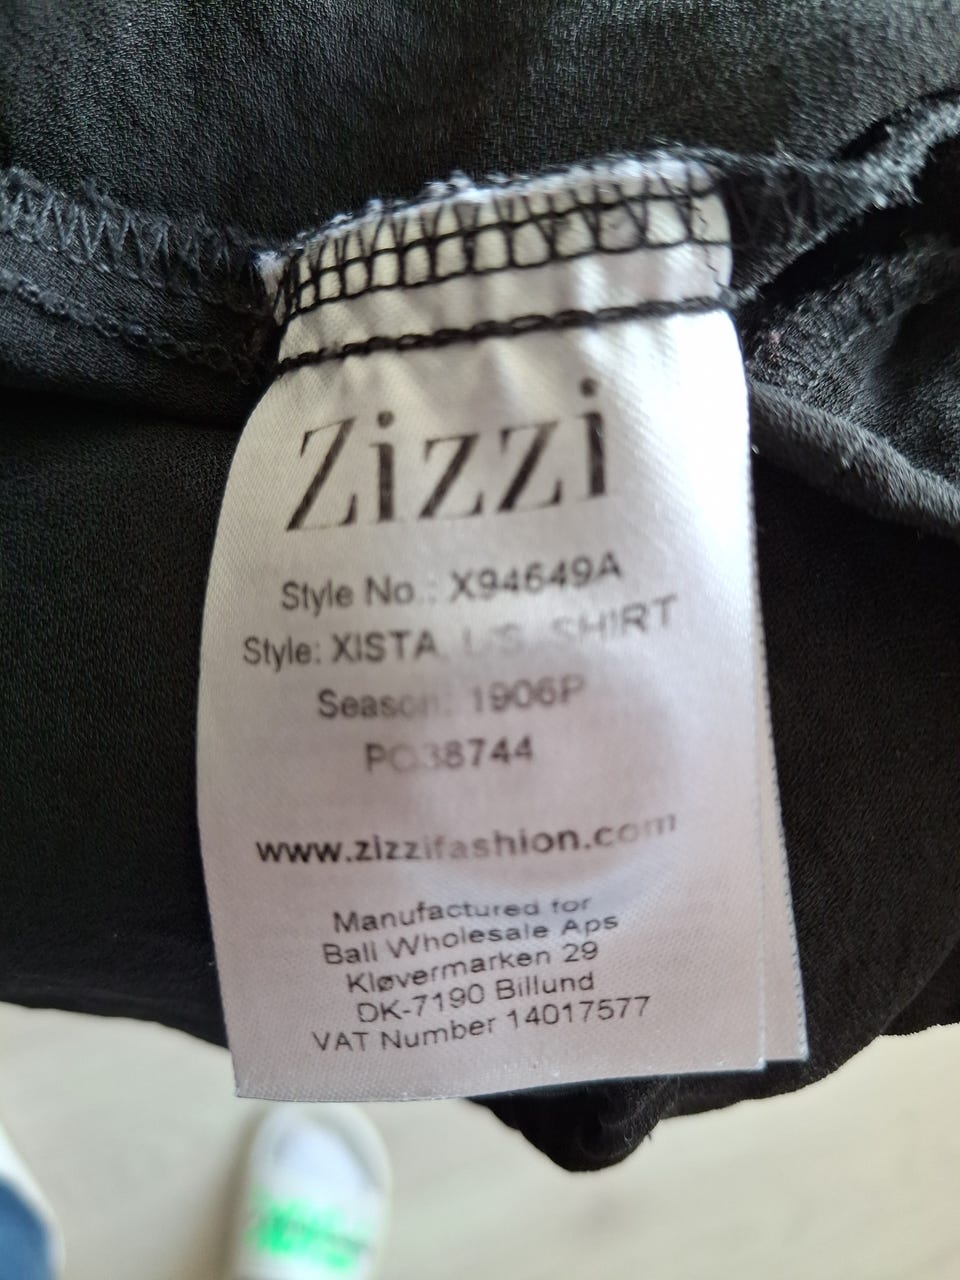 Zizzi
Style No.: X94649A
Style: XISTA L/S SHIRT
Season: 1906P
PO38744
www.zizzifashion.com
Manufactured for
Ball Wholesale Aps
Kløvermarken 29
DK-7190 Billund
VAT Number 14017577